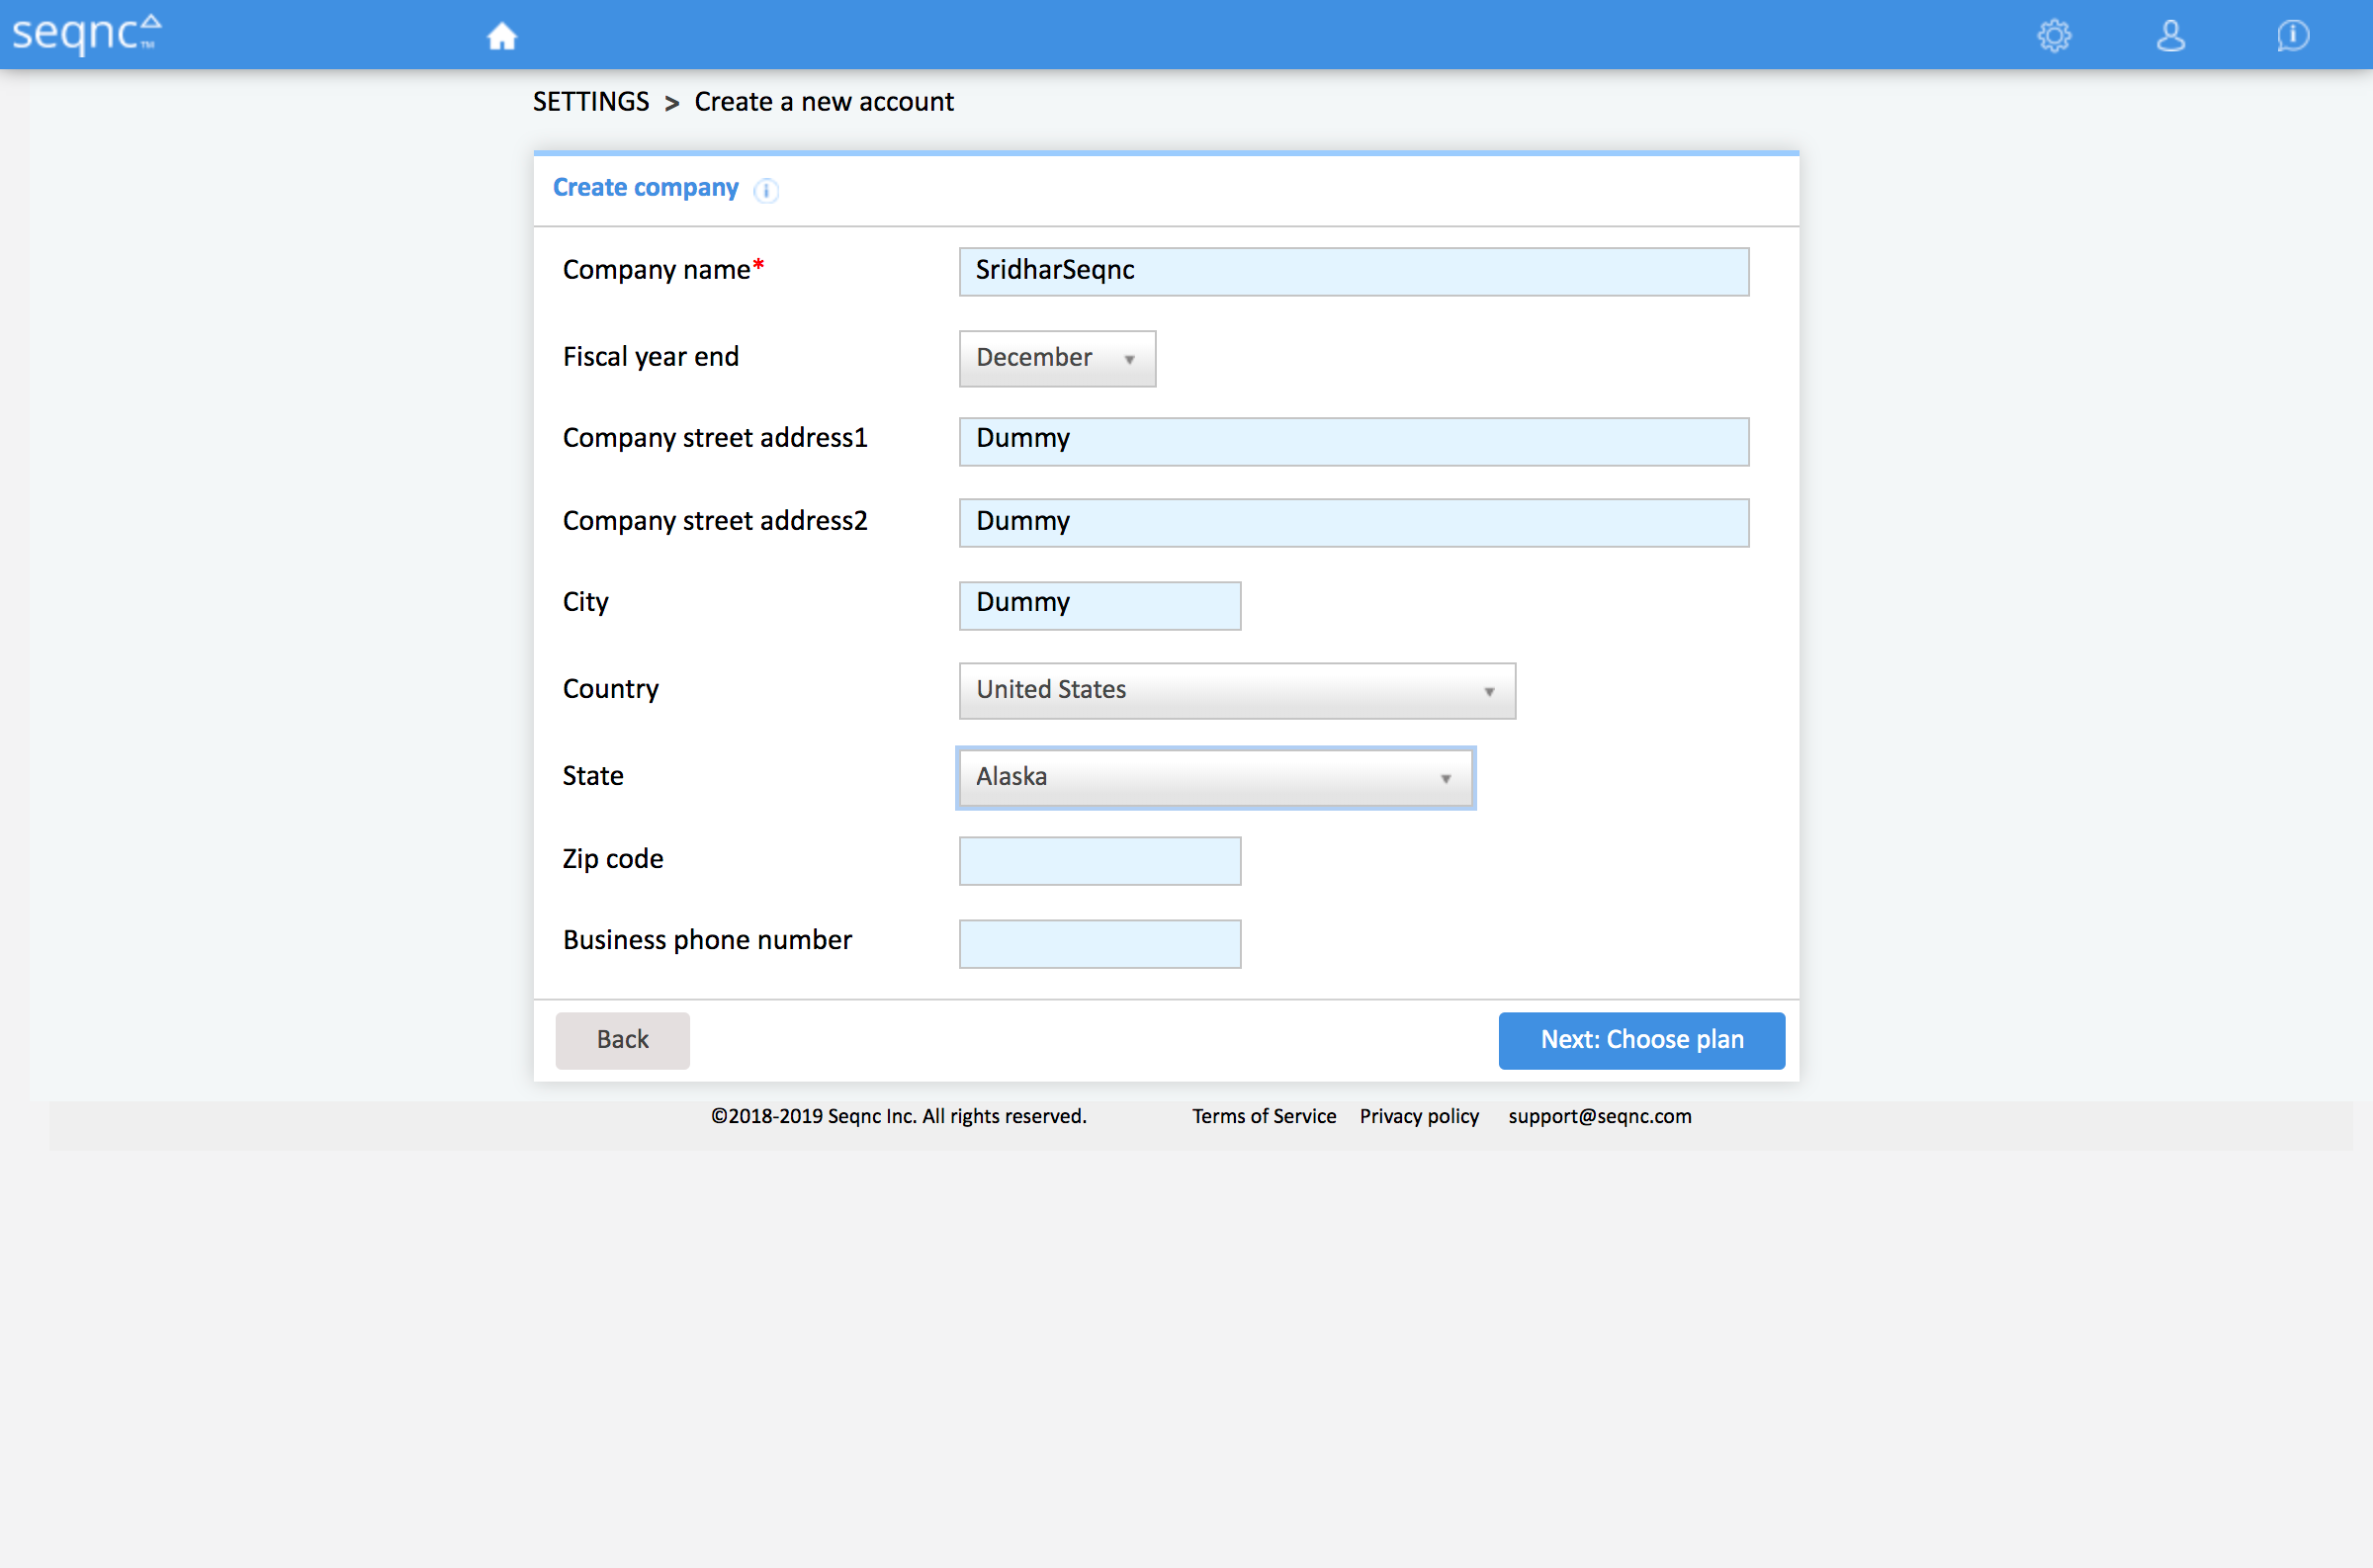 seqnc™
SETTINGS > Create a new account
Create company
Company name* SridharSeqnc
Fiscal year end December
Company street address1 Dummy
Company street address2 Dummy
City Dummy
Country United States
State Alaska
Zip code
Business phone number
Back Next: Choose plan
©2018-2019 Seqnc Inc. All rights reserved. Terms of Service Privacy policy support@seqnc.com